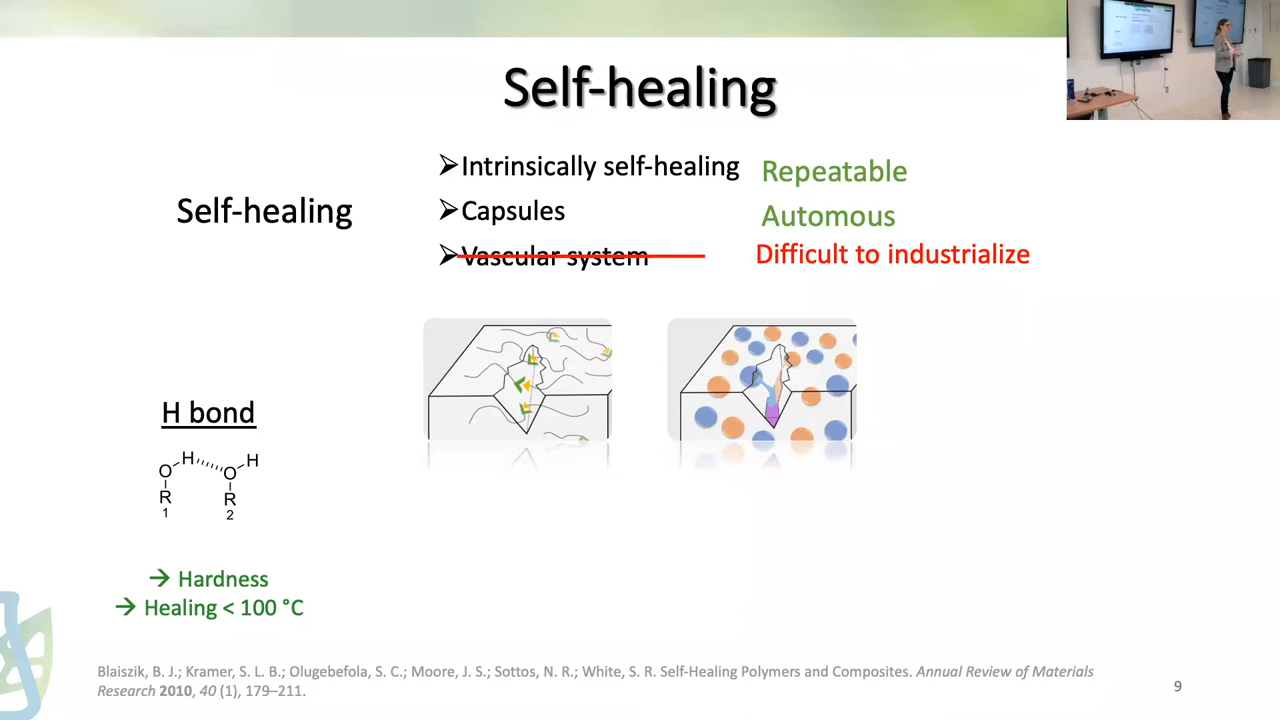 Self-healing
Self-healing
➢Intrinsically self-healing
➢Capsules
➢Vascular system
Repeatable
Automous
Difficult to industrialize
H bond
H
H
O
O
R
R
1
2
→ Hardness
→ Healing < 100 °C
Blaiszik, B. J.; Kramer, S. L. B.; Olugebefola, S. C.; Moore, J. S.; Sottos, N. R.; White, S. R. Self-Healing Polymers and Composites. Annual Review of Materials
Research 2010, 40 (1), 179–211.
9